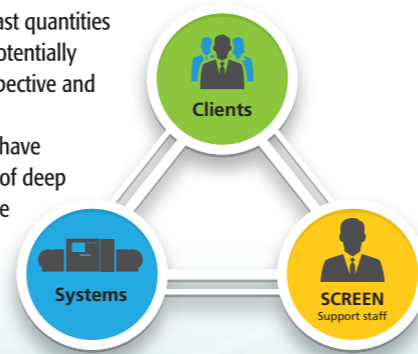 ast quantities
otentially
pective and
have
of deep
e
Clients
Systems
SCREEN
Support staff